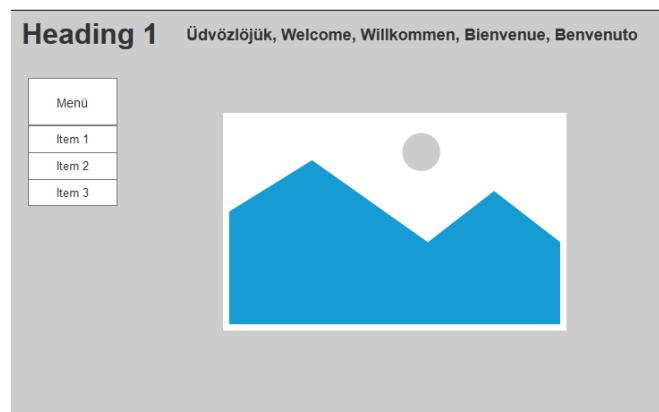 Heading 1
Üdvözlöjük, Welcome, Willkommen, Bienvenue, Benvenuto
Menü
Item 1
Item 2
Item 3